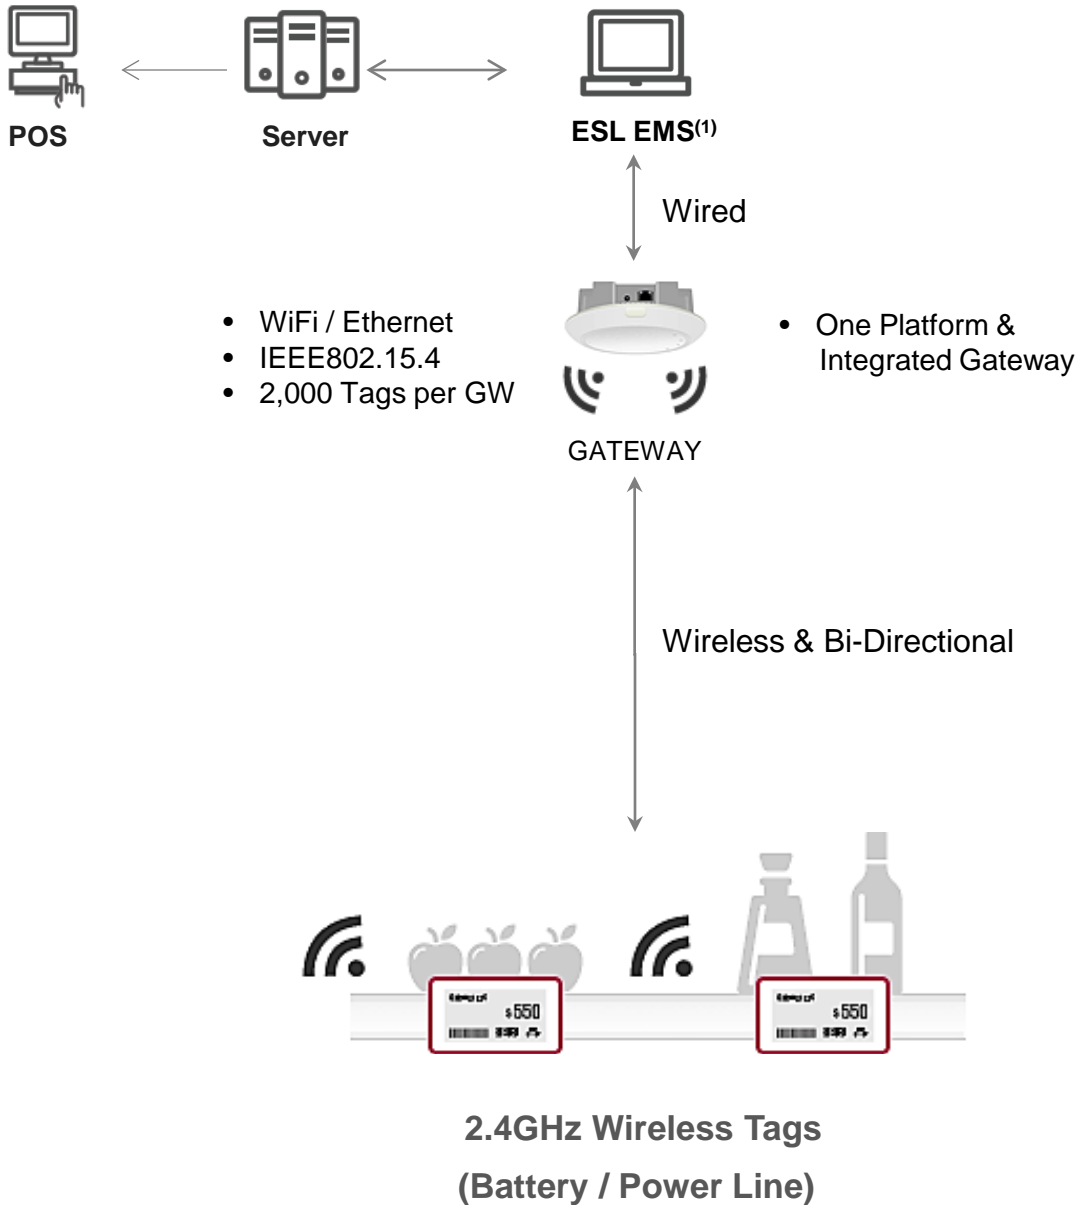 POS
Server
ESL EMS(1)
Wired
• WiFi / Ethernet
• IEEE802.15.4
• 2,000 Tags per GW
• One Platform &
Integrated Gateway
GATEWAY
Wireless & Bi-Directional
$550
$550
2.4GHz Wireless Tags
(Battery / Power Line)